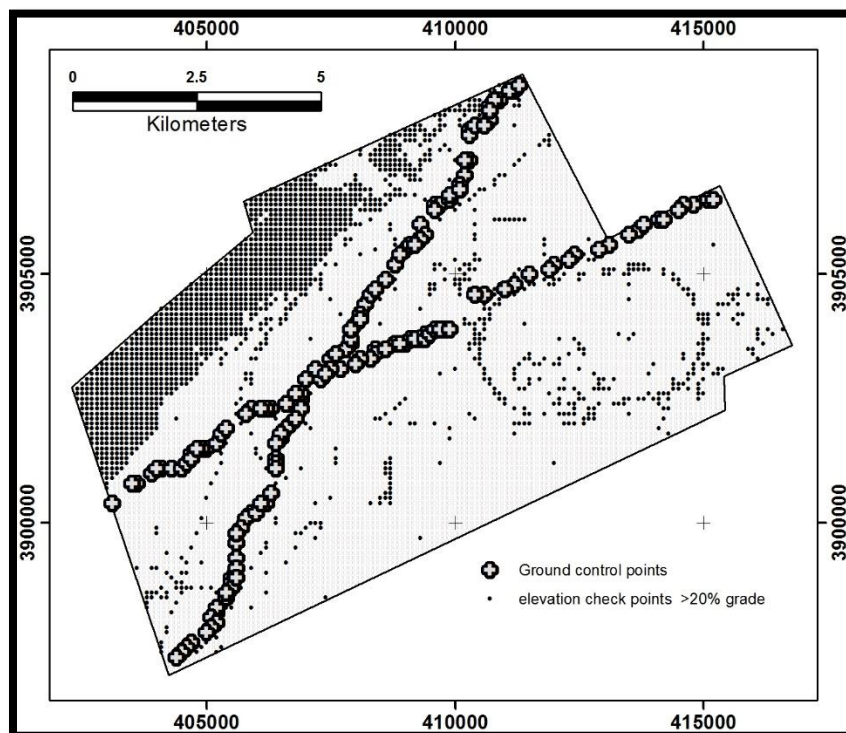 405000 410000 415000
0 2.5 5
Kilometers
3905000 3905000
3900000 3900000
Ground control points
elevation check points >20% grade
405000 410000 415000